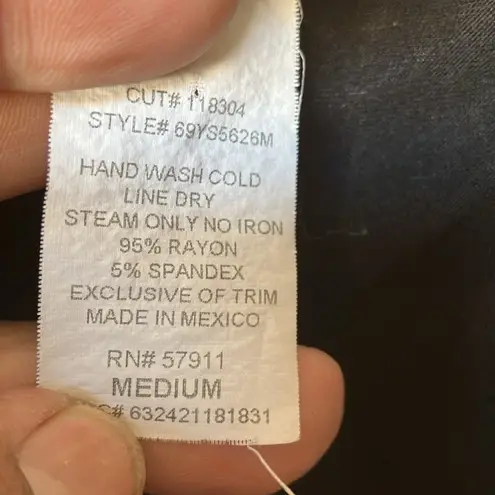 CUT# 118304
STYLE# 69YS5626M
HAND WASH COLD
LINE DRY
STEAM ONLY NO IRON
95% RAYON
5% SPANDEX
EXCLUSIVE OF TRIM
MADE IN MEXICO
RN# 57911
MEDIUM
# 632421181831